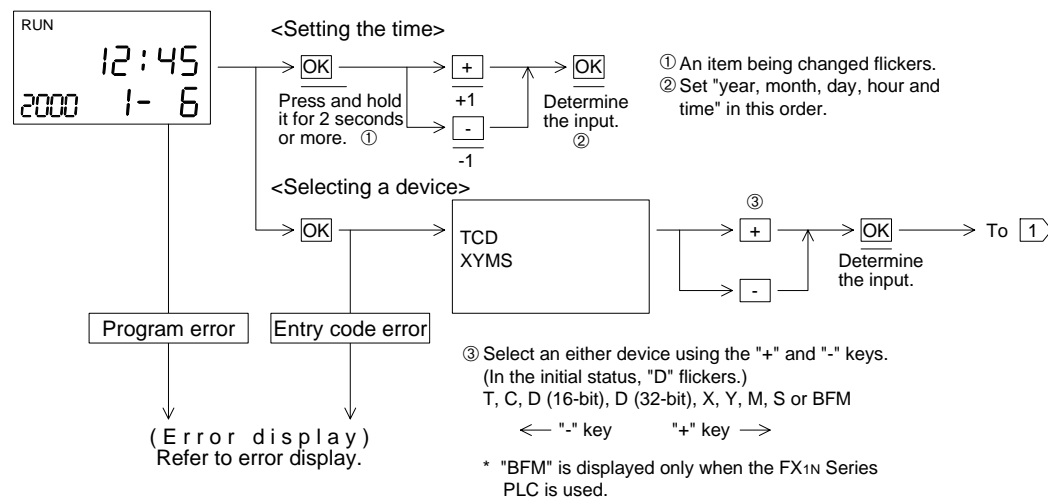 RUN
12:45
2000 1- 6
<Setting the time>
OK
Press and hold
it for 2 seconds
or more. ①
+
+1
-
-1
OK
Determine
the input.
②
① An item being changed flickers.
② Set "year, month, day, hour and
time" in this order.
<Selecting a device>
OK
TCD
XYMS
③
+
-
OK
Determine
the input.
To 1
Program error
Entry code error
(Error display)
Refer to error display.
③ Select an either device using the "+" and "-" keys.
(In the initial status, "D" flickers.)
T, C, D (16-bit), D (32-bit), X, Y, M, S or BFM
← "-" key "+" key →
* "BFM" is displayed only when the FX1N Series
PLC is used.